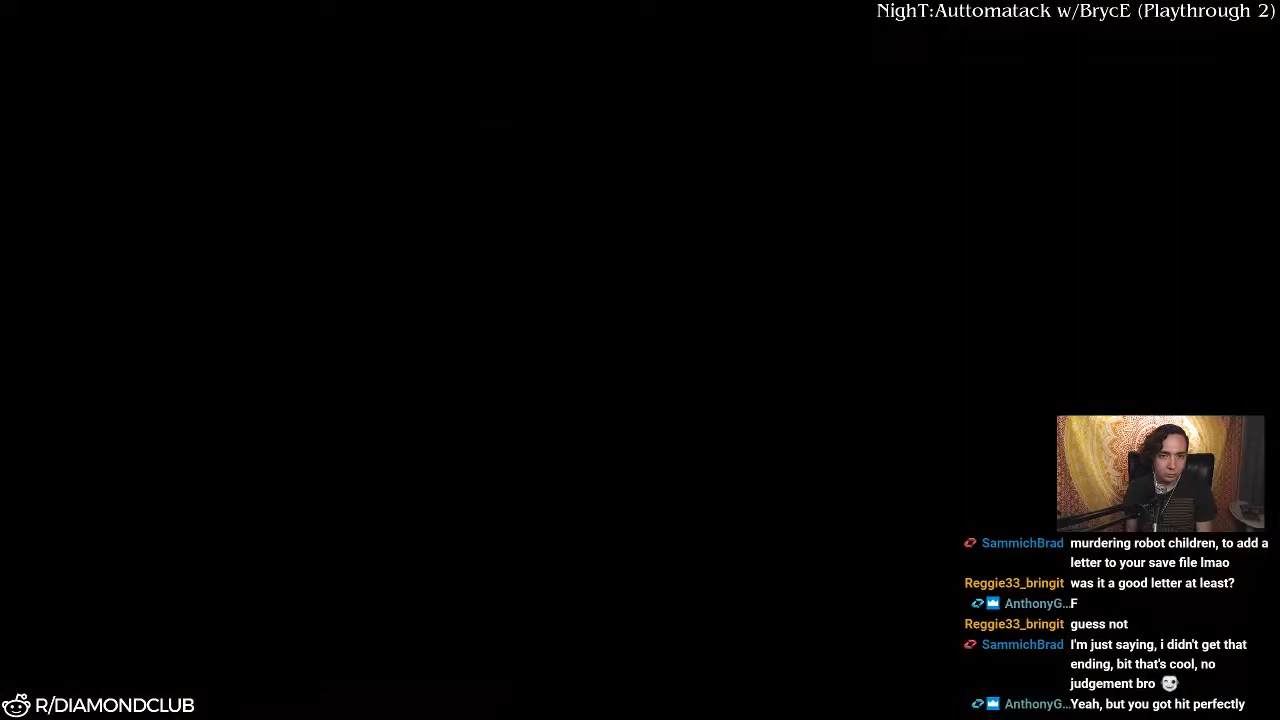 NighT:Auttomatack w/BrycE (Playthrough 2)
SammichBrad murdering robot children, to add a
letter to your save file lmao
Reggie33_bringit was it a good letter at least?
AnthonyG... F
Reggie33_bringit guess not
SammichBrad I'm just saying, i didn't get that
ending, bit that's cool, no
judgement bro
AnthonyG... Yeah, but you got hit perfectly
R/DIAMONDCLUB